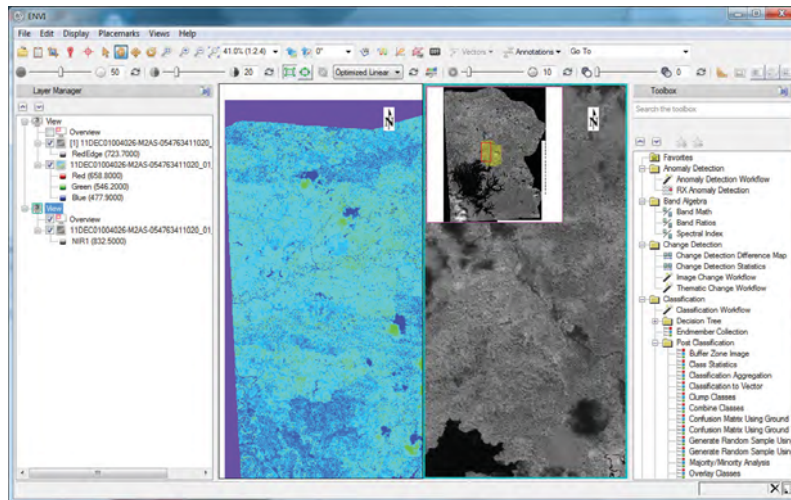 ENVI
File Edit Display Placemarks Views Help
41.0% (1:2.4) 0° Vectors Annotations Go To
50 20 Optimized Linear 10 0
Layer Manager
View
Overview
[1] 11DEC01004026-M2AS-054763411020_
RedEdge (723.7000)
11DEC01004026-M2AS-054763411020_01_
Red (658.8000)
Green (546.2000)
Blue (477.9000)
View
Overview
11DEC01004026-M2AS-054763411020_01_
NIR1 (832.5000)
N
N
Toolbox
Search the toolbox
Favorites
Anomaly Detection
Anomaly Detection Workflow
RX Anomaly Detection
Band Algebra
Band Math
Band Ratios
Spectral Index
Change Detection
Change Detection Difference Map
Change Detection Statistics
Image Change Workflow
Thematic Change Workflow
Classification
Classification Workflow
Decision Tree
Endmember Collection
Post Classification
Buffer Zone Image
Class Statistics
Classification Aggregation
Classification to Vector
Clump Classes
Combine Classes
Confusion Matrix Using Ground
Confusion Matrix Using Ground
Generate Random Sample Using
Generate Random Sample Using
Majority/Minority Analysis
Overlay Classes